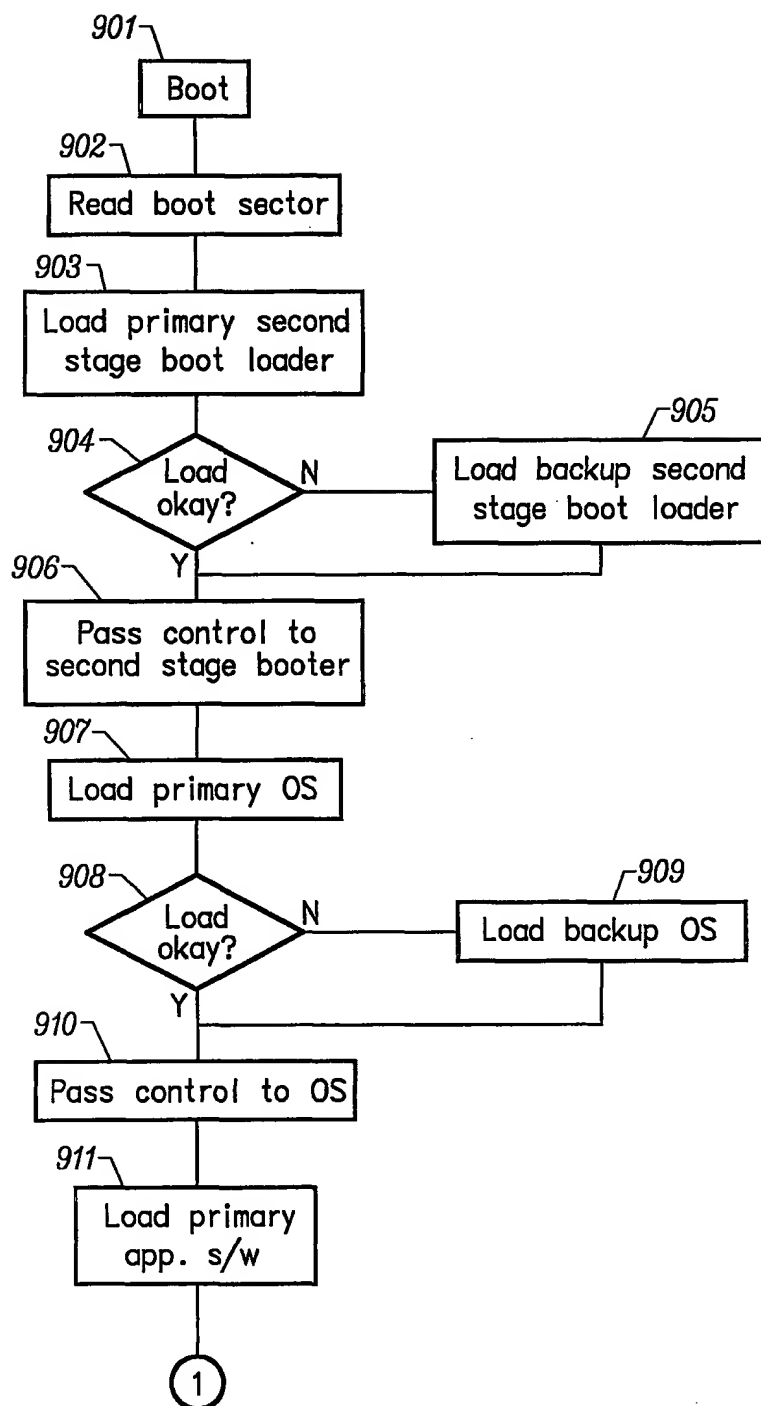 901
Boot
902
Read boot sector
903
Load primary second
stage boot loader
904
Load
okay?
N
Y
905
Load backup second
stage boot loader
906
Pass control to
second stage booter
907
Load primary OS
908
Load
okay?
N
Y
909
Load backup OS
910
Pass control to OS
911
Load primary
app. s/w
1